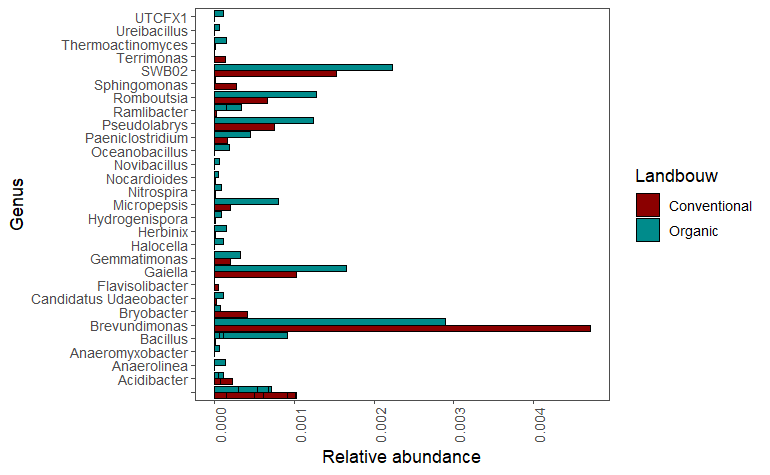 UTCFX1
Ureibacillus
Thermoactinomyces
Terrimonas
SWB02
Sphingomonas
Romboutsia
Ramlibacter
Pseudolabrys
Paeniclostridium
Oceanobacillus
Novibacillus
Nocardioides
Nitrospira
Micropepsis
Hydrogenispora
Herbinix
Halocella
Gemmatimonas
Gaiella
Flavisolibacter
Candidatus Udaeobacter
Bryobacter
Brevundimonas
Bacillus
Anaeromyxobacter
Anaerolinea
Acidibacter
Genus
0.000
0.001
0.002
0.003
0.004
Relative abundance
Landbouw
Conventional
Organic